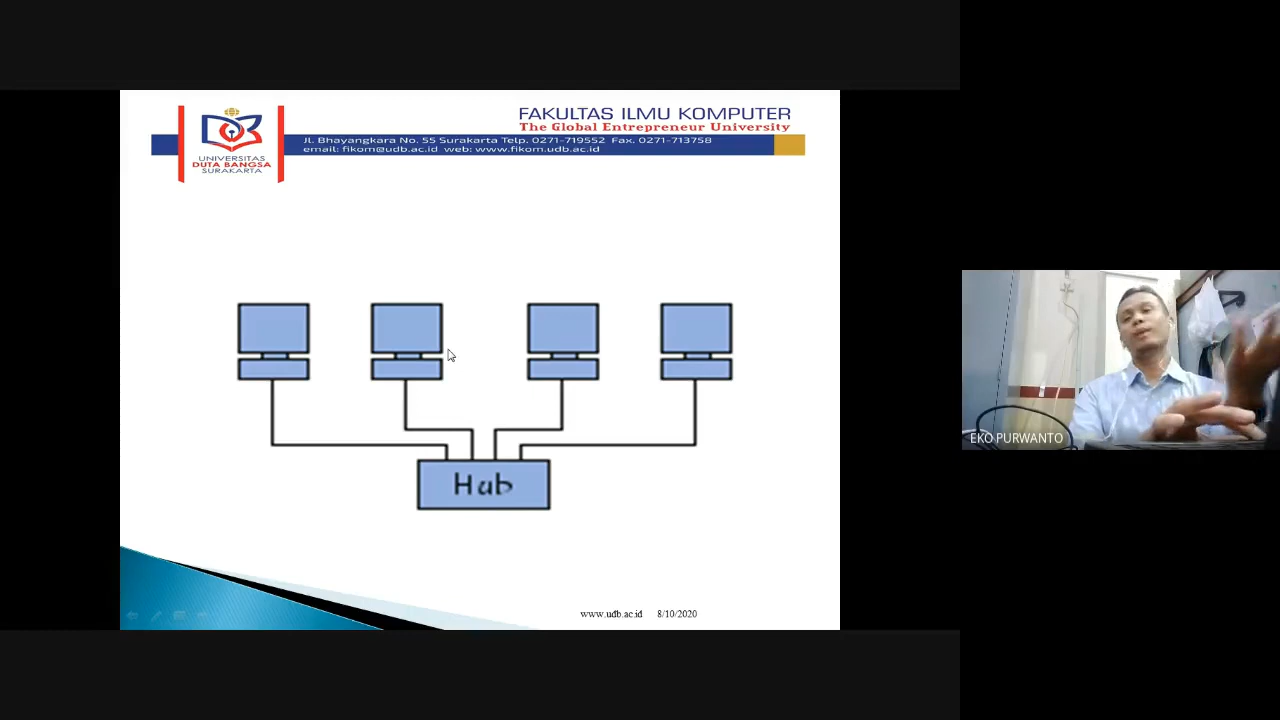 FAKULTAS ILMU KOMPUTER
The Global Entrepreneur University
Jl. Bhayangkara No. 55 Surakarta Telp. 0271-719552 Fax. 0271-713758
email: fikom@udb.ac.id web: www.fikom.udb.ac.id
UNIVERSITAS
DUTA BANGSA
SURAKARTA
Hub
EKO PURWANTO
www.udb.ac.id 8/10/2020